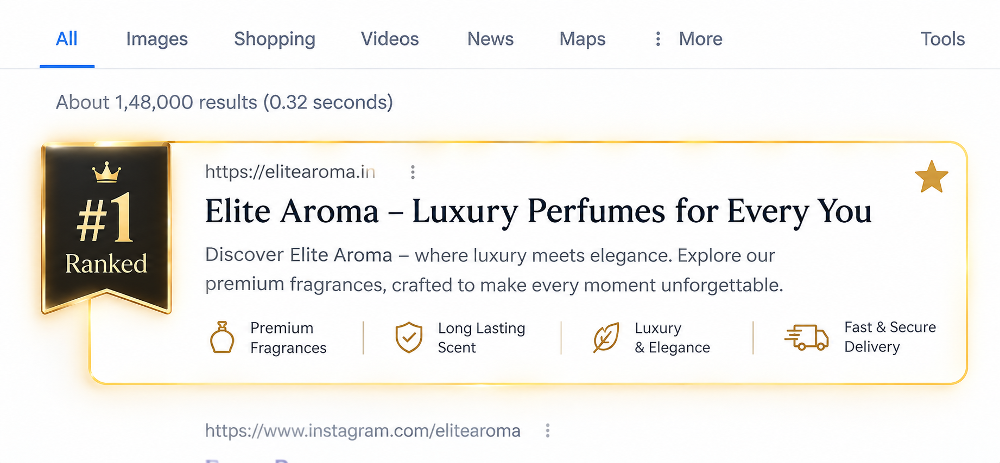 All Images Shopping Videos News Maps More Tools
About 1,48,000 results (0.32 seconds)
#1
Ranked
https://elitearoma.in
Elite Aroma – Luxury Perfumes for Every You
Discover Elite Aroma – where luxury meets elegance. Explore our
premium fragrances, crafted to make every moment unforgettable.
Premium
Fragrances
Long Lasting
Scent
Luxury
& Elegance
Fast & Secure
Delivery
https://www.instagram.com/elitearoma